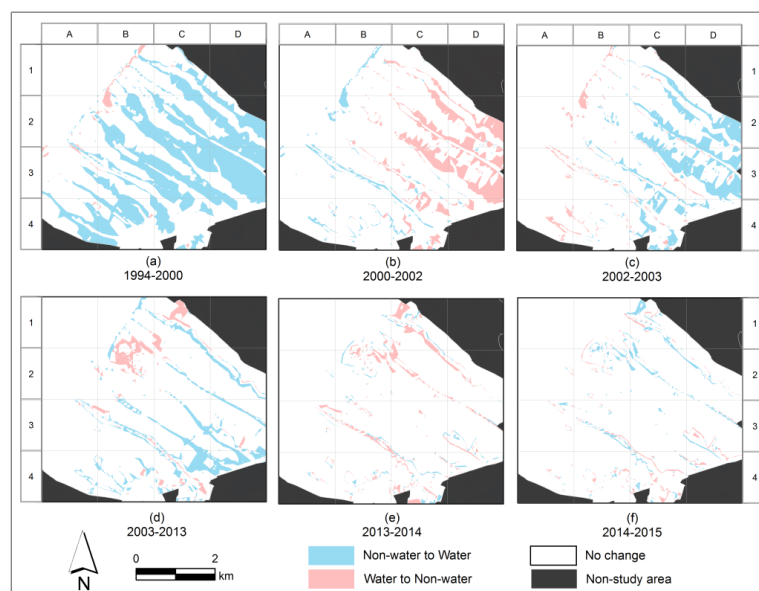 A B C D A B C D A B C D
1 1
2 2
3 3
4 4
(a) (b) (c)
1994-2000 2000-2002 2002-2003
1 1
2 2
3 3
4 4
(d) (e) (f)
2003-2013 2013-2014 2014-2015
N
0 2
km
Non-water to Water
No change
Water to Non-water
Non-study area